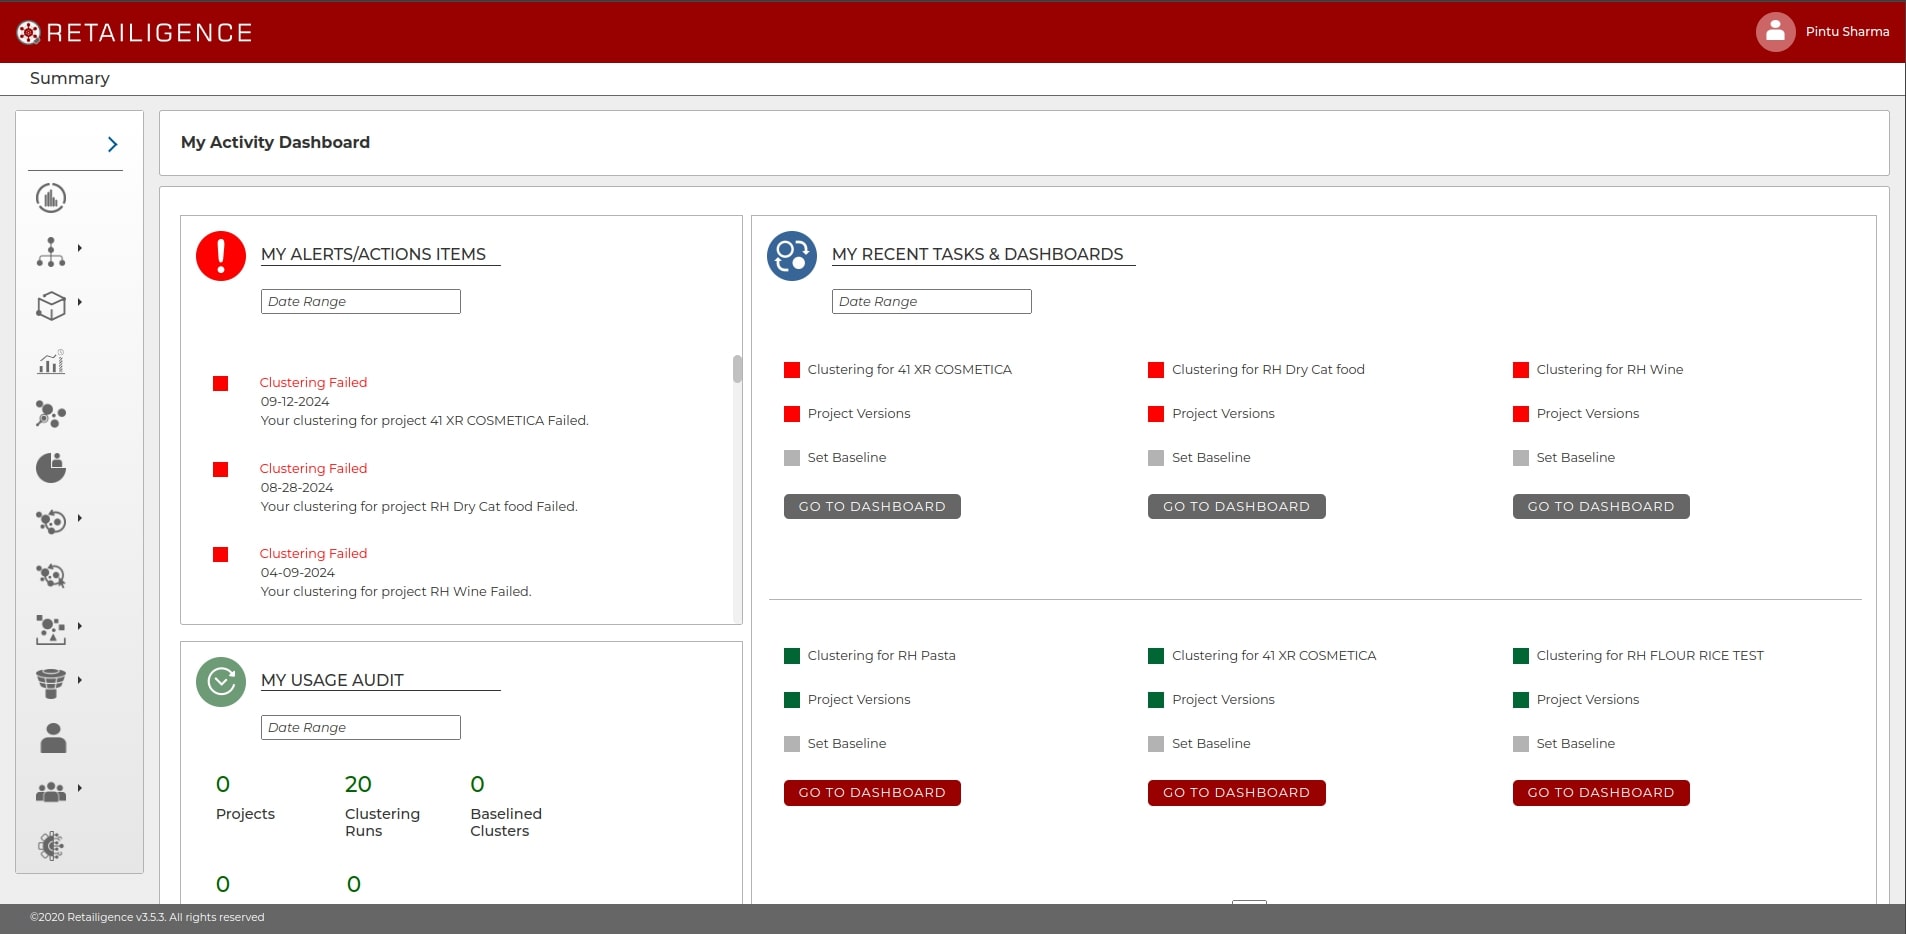 RETAILIGENCE
Pintu Sharma
Summary
My Activity Dashboard
MY ALERTS/ACTIONS ITEMS
Date Range
Clustering Failed
09-12-2024
Your clustering for project 41 XR COSMETICA Failed.
Clustering Failed
08-28-2024
Your clustering for project RH Dry Cat food Failed.
Clustering Failed
04-09-2024
Your clustering for project RH Wine Failed.
MY USAGE AUDIT
Date Range
0
Projects
20
Clustering
Runs
0
Baselined
Clusters
0
0
MY RECENT TASKS & DASHBOARDS
Date Range
Clustering for 41 XR COSMETICA
Project Versions
Set Baseline
GO TO DASHBOARD
Clustering for RH Dry Cat food
Project Versions
Set Baseline
GO TO DASHBOARD
Clustering for RH Wine
Project Versions
Set Baseline
GO TO DASHBOARD
Clustering for RH Pasta
Project Versions
Set Baseline
GO TO DASHBOARD
Clustering for 41 XR COSMETICA
Project Versions
Set Baseline
GO TO DASHBOARD
Clustering for RH FLOUR RICE TEST
Project Versions
Set Baseline
GO TO DASHBOARD
©2020 Retailigence v3.5.3. All rights reserved